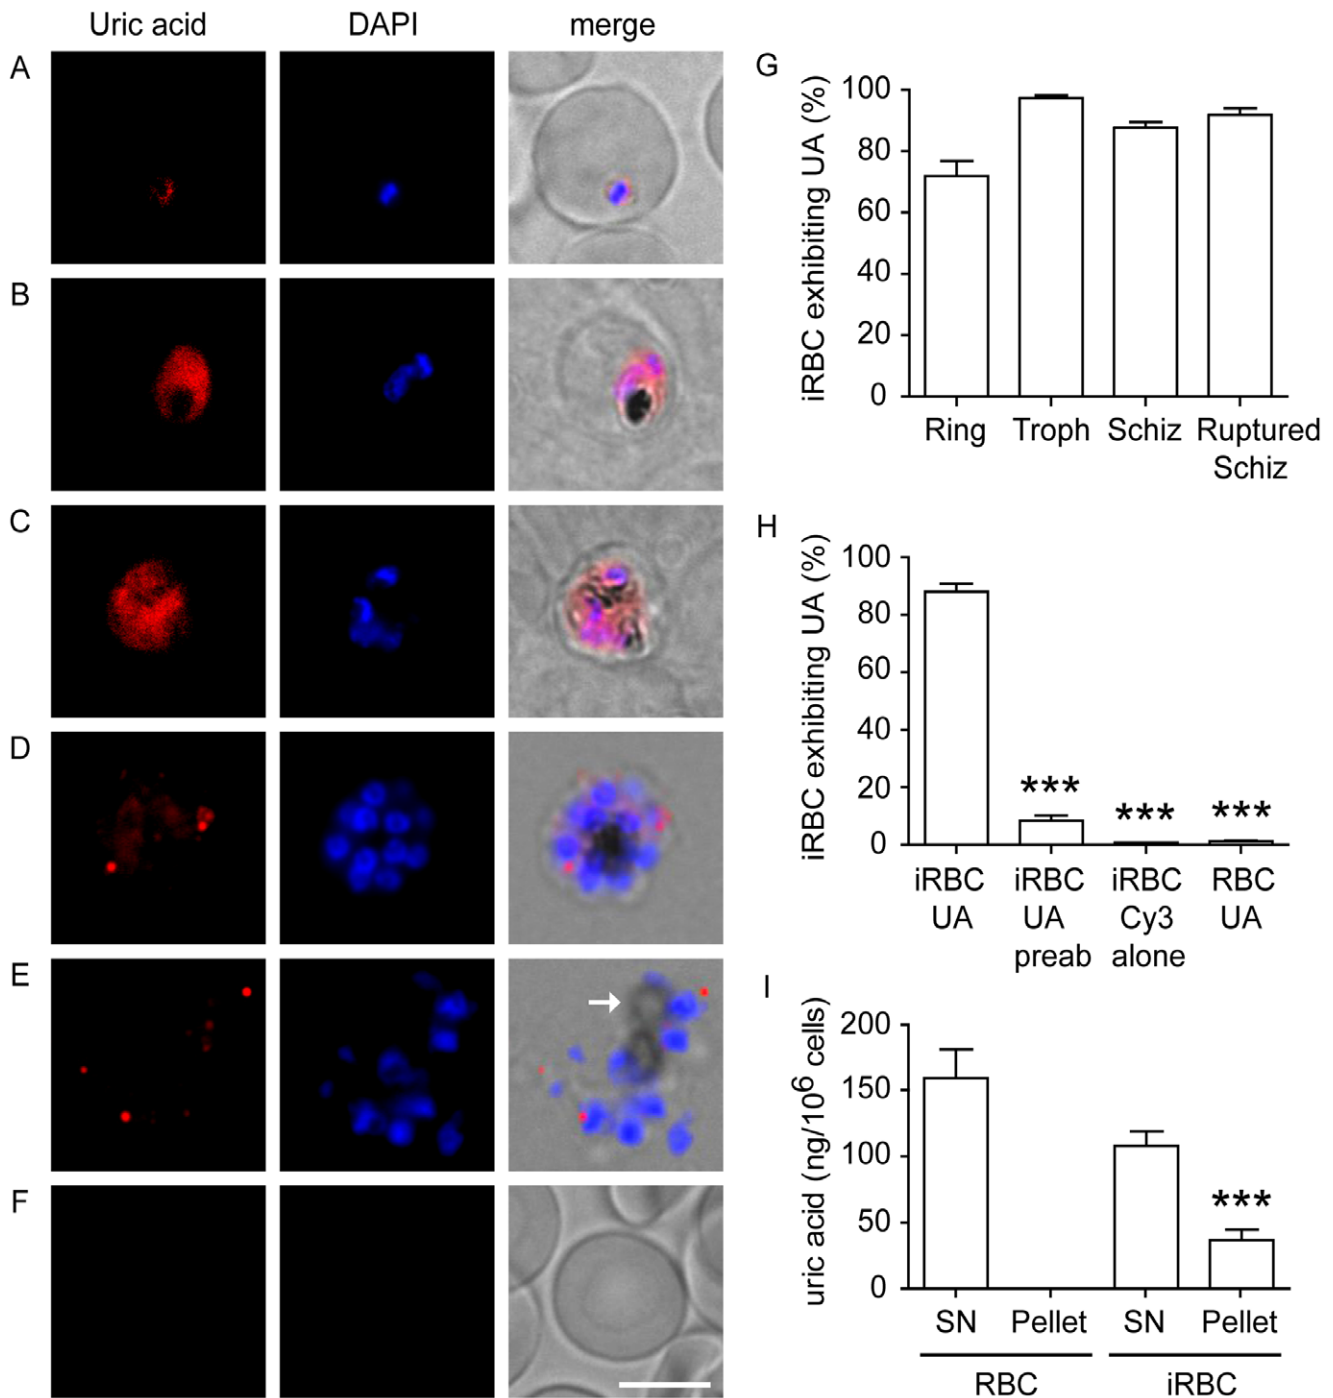 Uric acid DAPI merge
A
B
C
D
E
F
G
iRBC exhibiting UA (%)
100
80
60
40
20
0
Ring Troph Schiz Ruptured
Schiz
H
iRBC exhibiting UA (%)
100
80
60
40
20
0
*** *** ***
iRBC iRBC iRBC RBC
UA UA Cy3 UA
preab alone
I
uric acid (ng/10⁶ cells)
200
150
100
50
0
***
SN Pellet SN Pellet
RBC iRBC